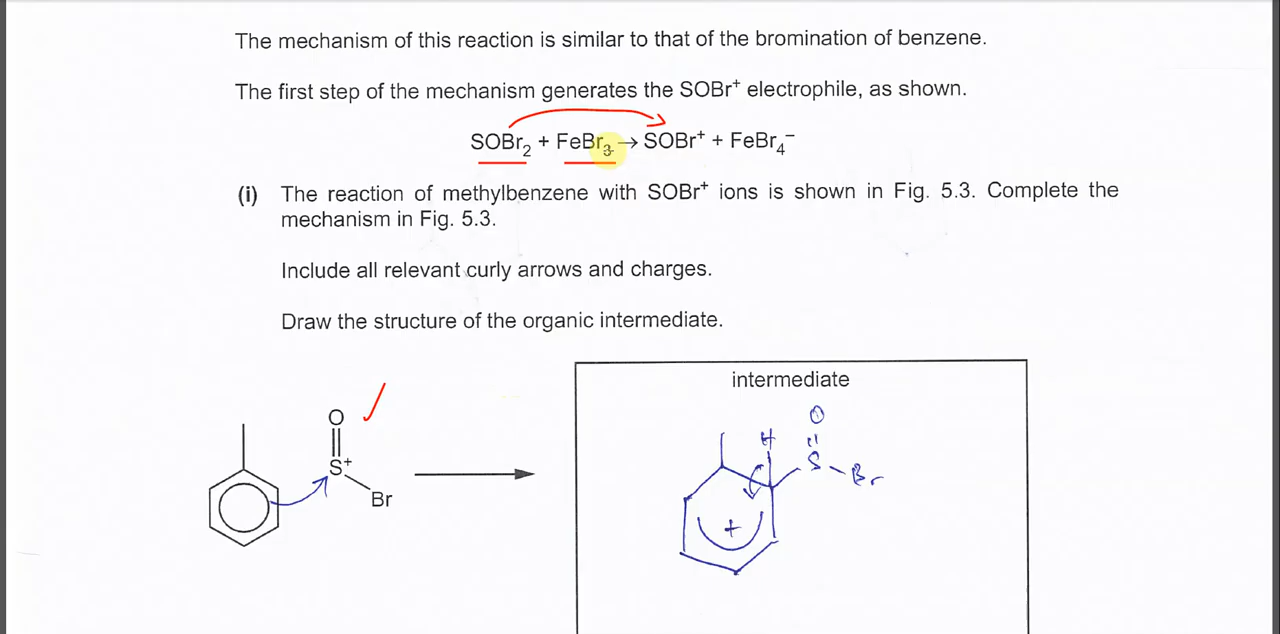 The mechanism of this reaction is similar to that of the bromination of benzene.
The first step of the mechanism generates the SOBr⁺ electrophile, as shown.
SOBr₂ + FeBr₃ → SOBr⁺ + FeBr₄⁻
(i) The reaction of methylbenzene with SOBr⁺ ions is shown in Fig. 5.3. Complete the
mechanism in Fig. 5.3.
Include all relevant curly arrows and charges.
Draw the structure of the organic intermediate.
intermediate
O
S⁺
Br
O
H
S
Br
+